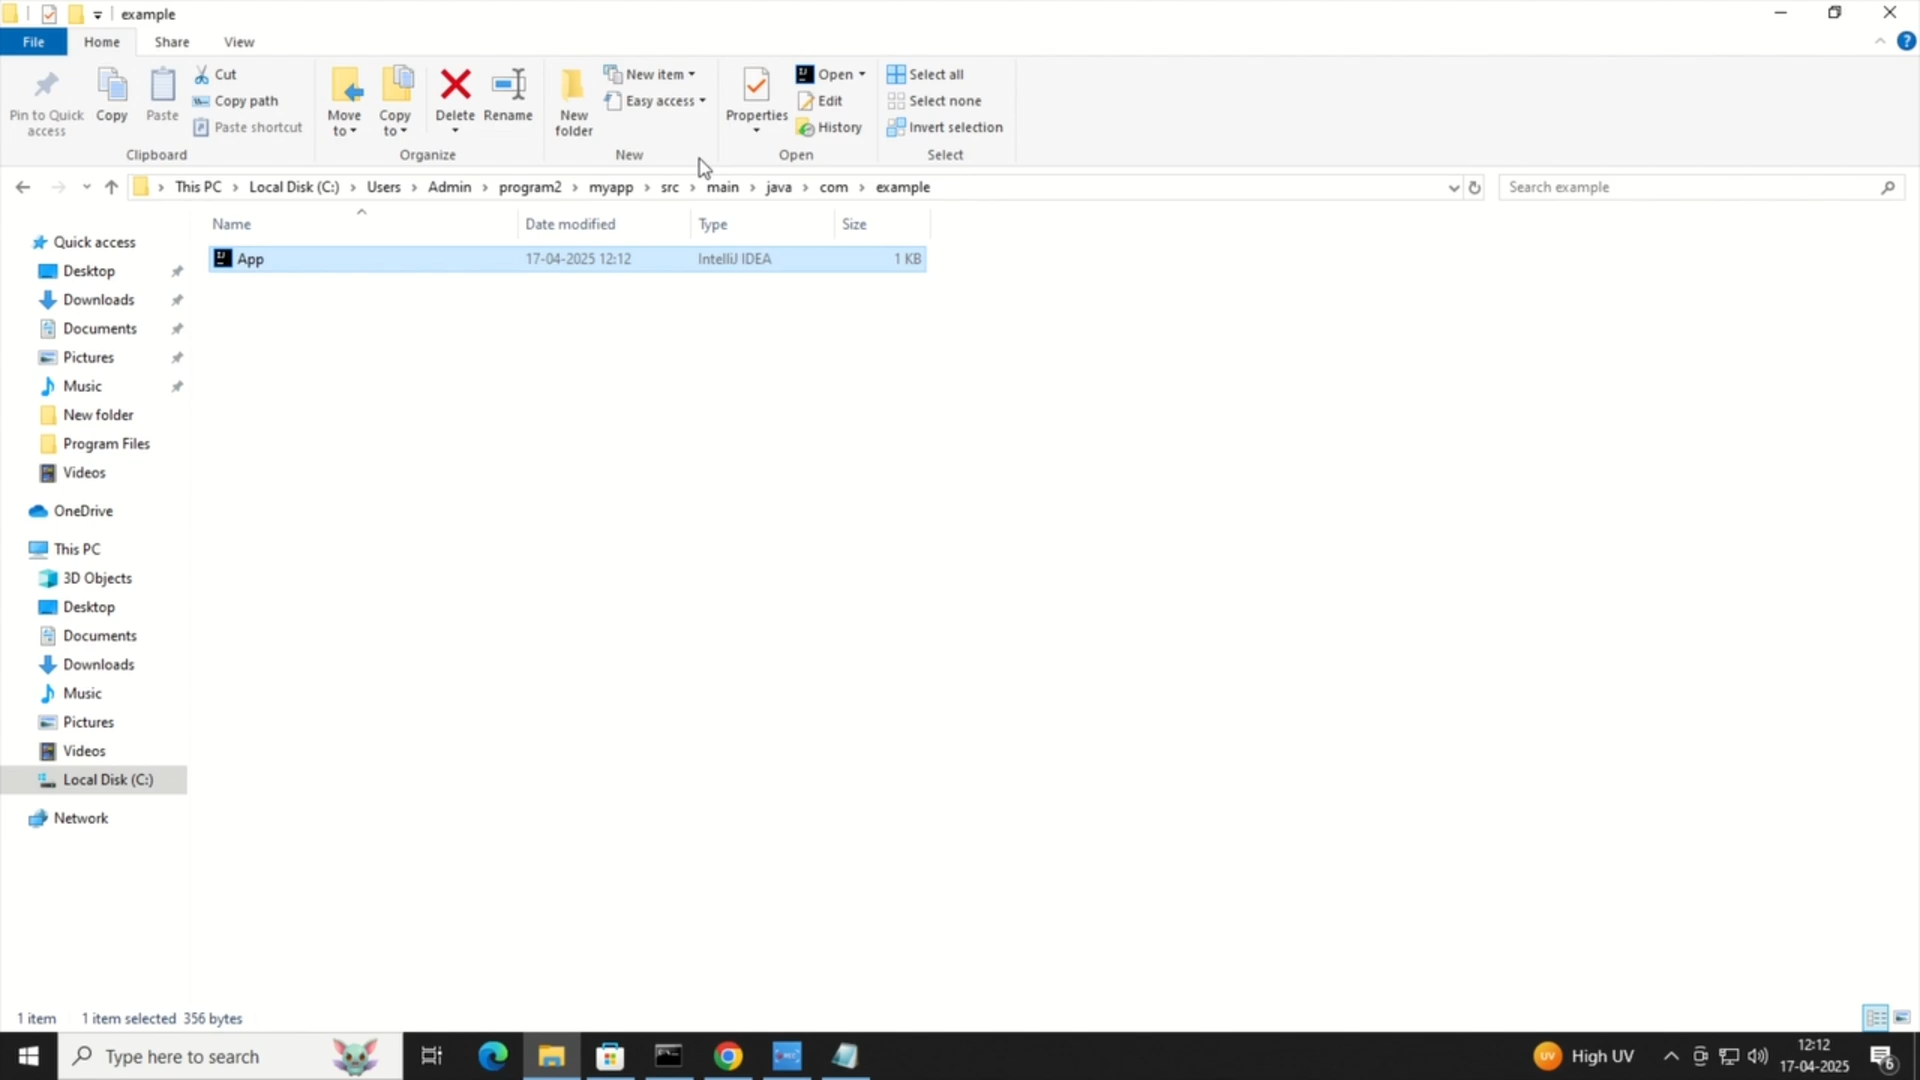 example
File
Home
Share
View
Pin to Quick access
Copy
Paste
Cut
Copy path
Paste shortcut
Clipboard
Move to
Copy to
Delete
Rename
Organize
New folder
New item
Easy access
New
Properties
Open
Edit
History
Open
Select all
Select none
Invert selection
Select
This PC > Local Disk (C:) > Users > Admin > program2 > myapp > src > main > java > com > example
Search example
Name
Date modified
Type
Size
App
17-04-2025 12:12
IntelliJ IDEA
1 KB
Quick access
Desktop
Downloads
Documents
Pictures
Music
New folder
Program Files
Videos
OneDrive
This PC
3D Objects
Desktop
Documents
Downloads
Music
Pictures
Videos
Local Disk (C:)
Network
1 item
1 item selected 356 bytes
Type here to search
UV
High UV
12:12
17-04-2025
6